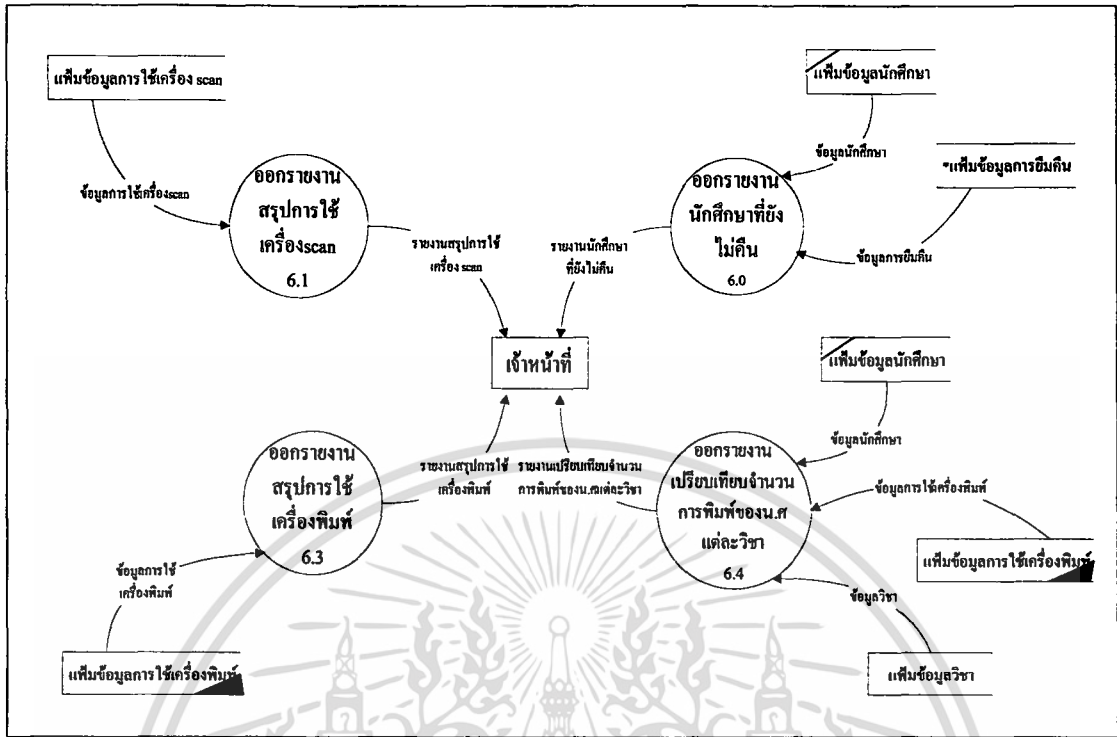 แฟ้มข้อมูลการใช้เครื่อง scan
ข้อมูลการใช้เครื่องscan
ออกรายงาน
สรุปการใช้
เครื่องscan
6.1
รายงานสรุปการใช้
เครื่อง scan
แฟ้มข้อมูลนักศึกษา
ข้อมูลนักศึกษา
*แฟ้มข้อมูลการยืมคืน
ข้อมูลการยืมคืน
ออกรายงาน
นักศึกษาที่ยัง
ไม่คืน
6.0
รายงานนักศึกษา
ที่ยังไม่คืน
เจ้าหน้าที่
ออกรายงาน
สรุปการใช้
เครื่องพิมพ์
6.3
รายงานสรุปการใช้
เครื่องพิมพ์
ข้อมูลการใช้
เครื่องพิมพ์
แฟ้มข้อมูลการใช้เครื่องพิมพ์
รายงานเปรียบเทียบจำนวน
การพิมพ์ของน.ศแต่ละวิชา
ออกรายงาน
เปรียบเทียบจำนวน
การพิมพ์ของน.ศ
แต่ละวิชา
6.4
แฟ้มข้อมูลนักศึกษา
ข้อมูลนักศึกษา
ข้อมูลการใช้เครื่องพิมพ์
แฟ้มข้อมูลการใช้เครื่องพิมพ์
ข้อมูลวิชา
แฟ้มข้อมูลวิชา